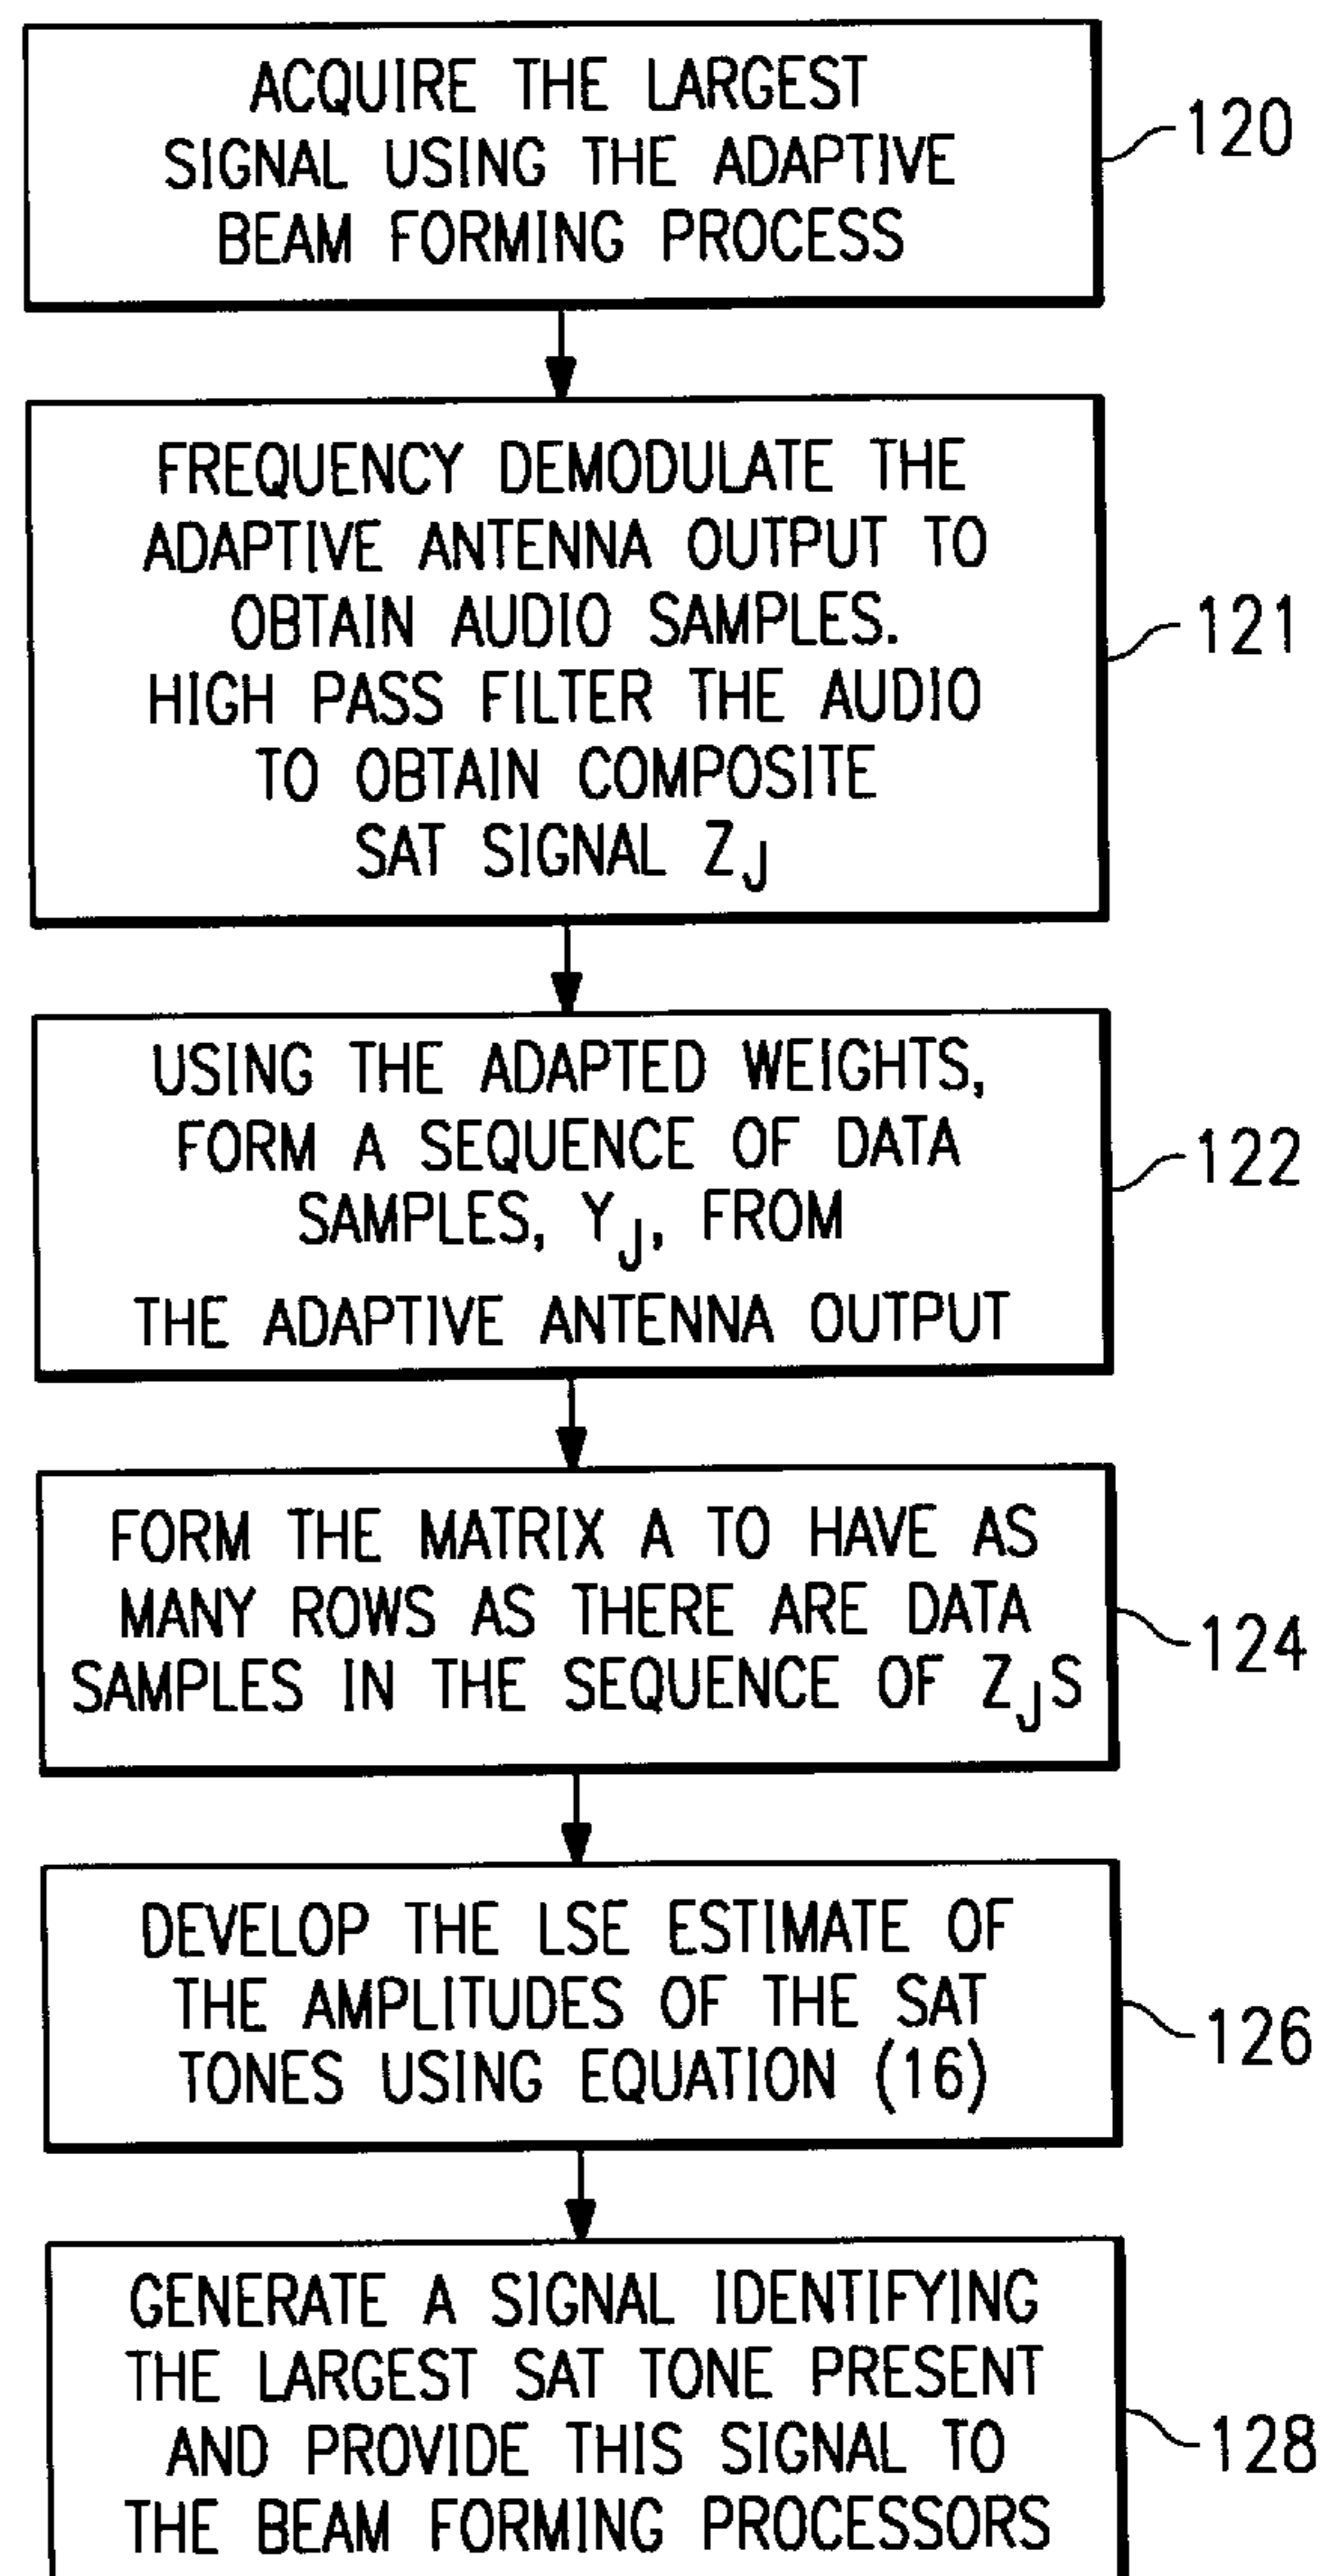 ACQUIRE THE LARGEST
SIGNAL USING THE ADAPTIVE
BEAM FORMING PROCESS
120
FREQUENCY DEMODULATE THE
ADAPTIVE ANTENNA OUTPUT TO
OBTAIN AUDIO SAMPLES.
HIGH PASS FILTER THE AUDIO
TO OBTAIN COMPOSITE
SAT SIGNAL ZJ
121
USING THE ADAPTED WEIGHTS,
FORM A SEQUENCE OF DATA
SAMPLES, YJ, FROM
THE ADAPTIVE ANTENNA OUTPUT
122
FORM THE MATRIX A TO HAVE AS
MANY ROWS AS THERE ARE DATA
SAMPLES IN THE SEQUENCE OF ZJS
124
DEVELOP THE LSE ESTIMATE OF
THE AMPLITUDES OF THE SAT
TONES USING EQUATION (16)
126
GENERATE A SIGNAL IDENTIFYING
THE LARGEST SAT TONE PRESENT
AND PROVIDE THIS SIGNAL TO
THE BEAM FORMING PROCESSORS
128